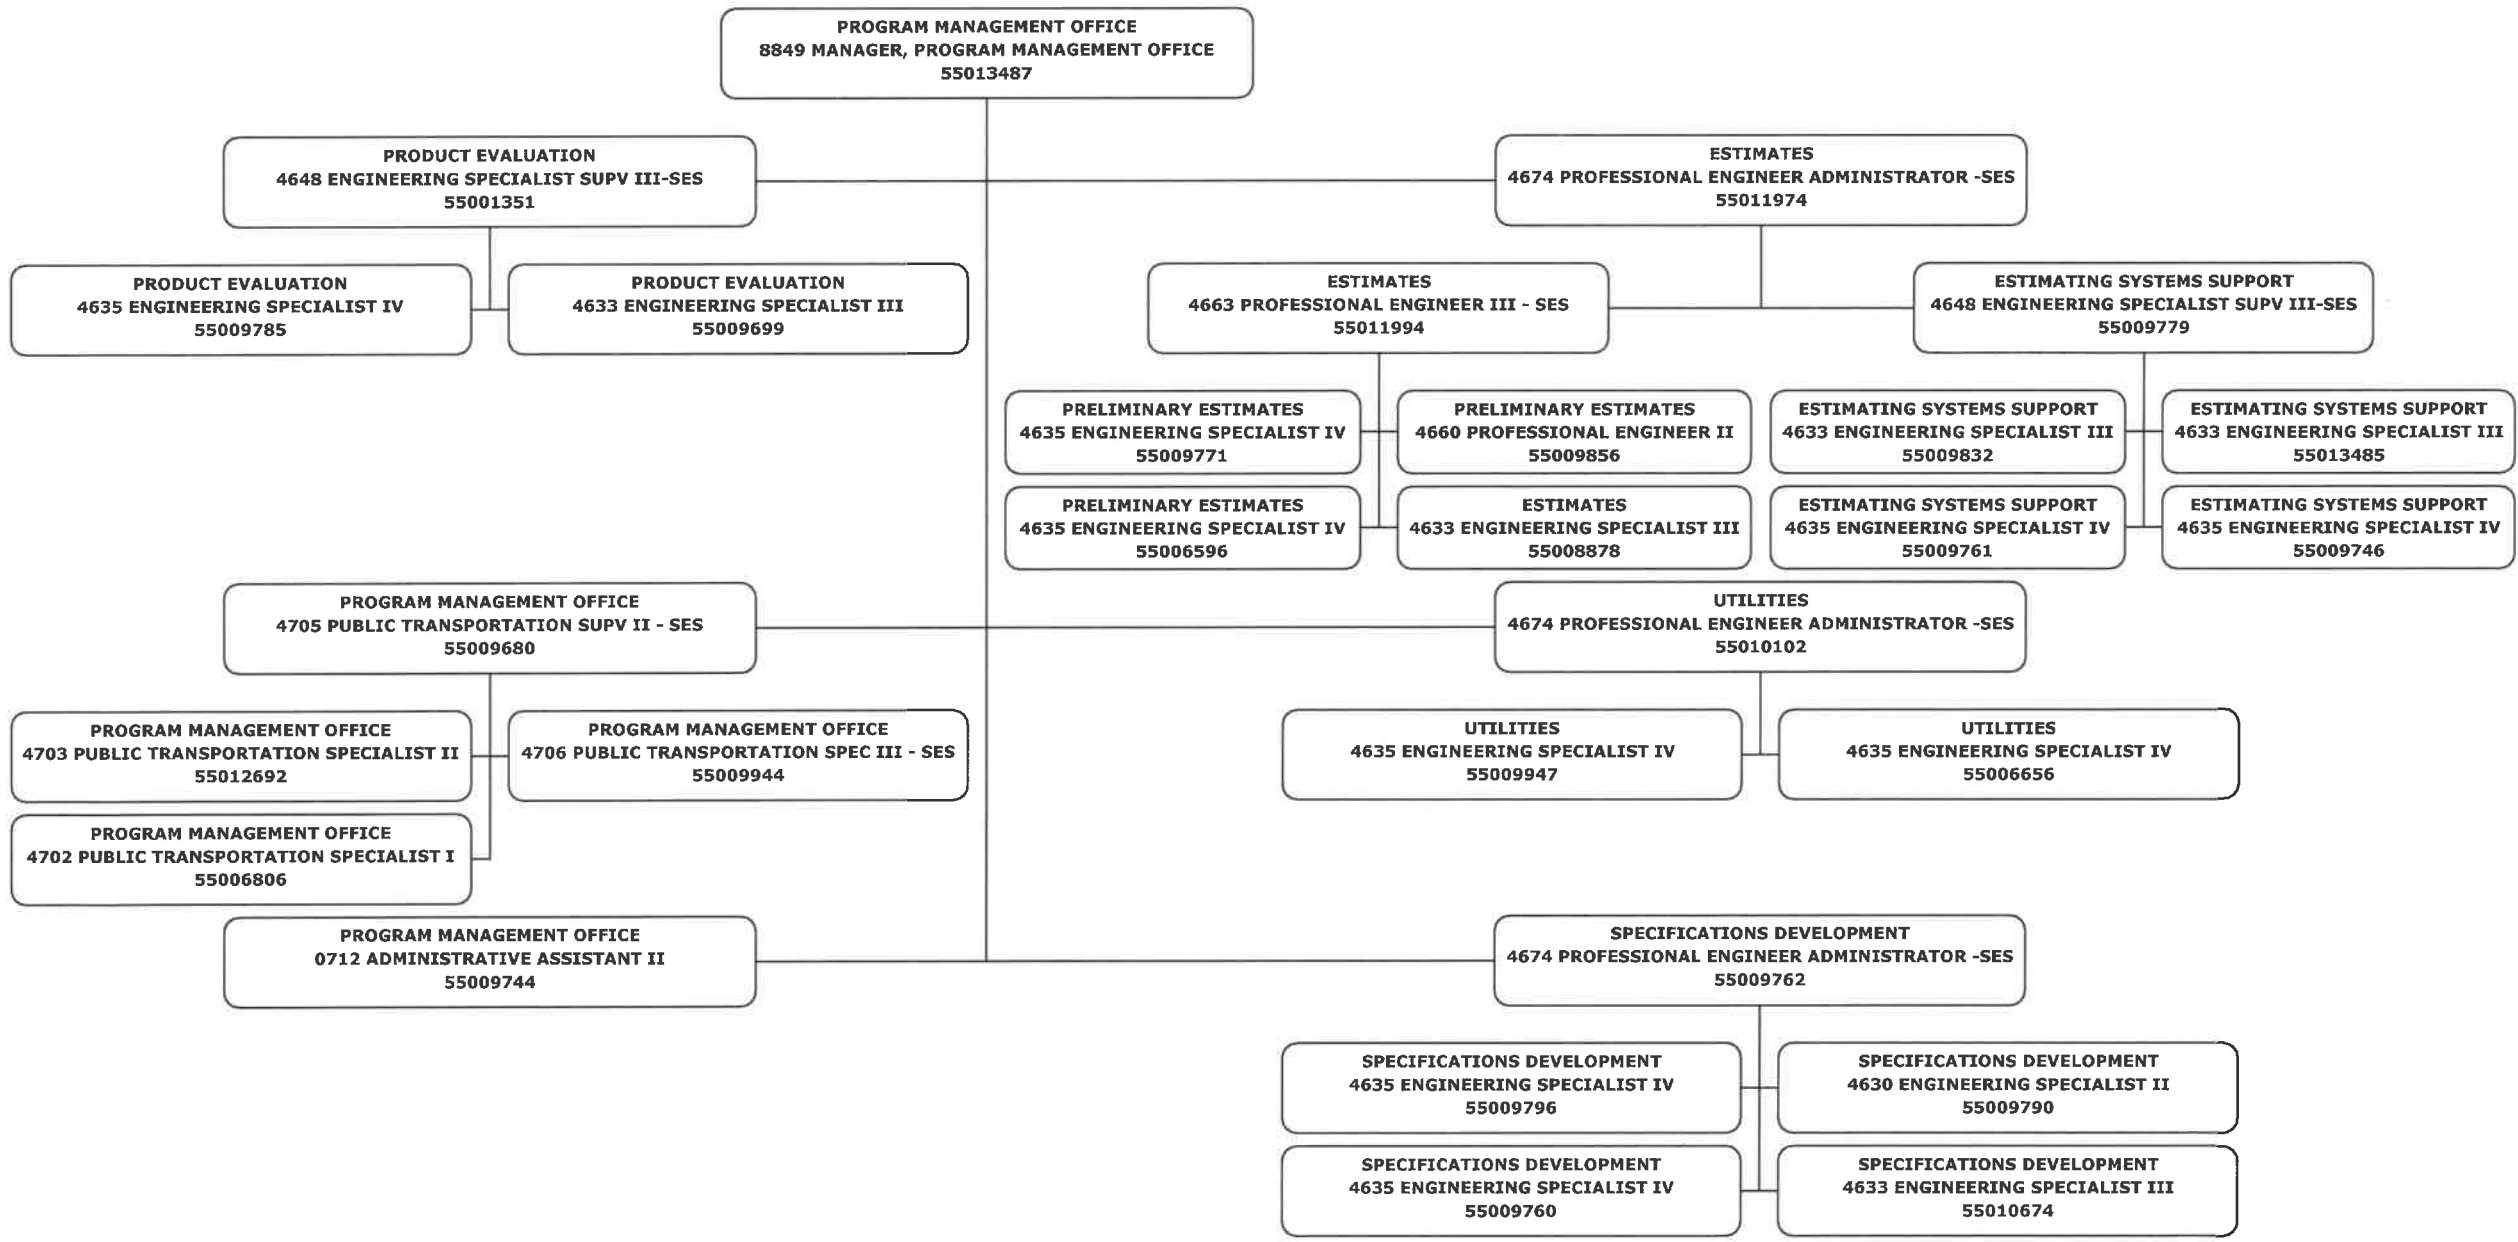 PROGRAM MANAGEMENT OFFICE
8849 MANAGER, PROGRAM MANAGEMENT OFFICE
55013487
PRODUCT EVALUATION
4648 ENGINEERING SPECIALIST SUPV III-SES
55001351
ESTIMATES
4674 PROFESSIONAL ENGINEER ADMINISTRATOR -SES
55011974
PRODUCT EVALUATION
4635 ENGINEERING SPECIALIST IV
55009785
PRODUCT EVALUATION
4633 ENGINEERING SPECIALIST III
55009699
ESTIMATES
4663 PROFESSIONAL ENGINEER III - SES
55011994
ESTIMATING SYSTEMS SUPPORT
4648 ENGINEERING SPECIALIST SUPV III-SES
55009779
PRELIMINARY ESTIMATES
4635 ENGINEERING SPECIALIST IV
55009771
PRELIMINARY ESTIMATES
4660 PROFESSIONAL ENGINEER II
55009856
ESTIMATING SYSTEMS SUPPORT
4633 ENGINEERING SPECIALIST III
55009832
ESTIMATING SYSTEMS SUPPORT
4633 ENGINEERING SPECIALIST III
55013485
PRELIMINARY ESTIMATES
4635 ENGINEERING SPECIALIST IV
55006596
ESTIMATES
4633 ENGINEERING SPECIALIST III
55008878
ESTIMATING SYSTEMS SUPPORT
4635 ENGINEERING SPECIALIST IV
55009761
ESTIMATING SYSTEMS SUPPORT
4635 ENGINEERING SPECIALIST IV
55009746
PROGRAM MANAGEMENT OFFICE
4705 PUBLIC TRANSPORTATION SUPV II - SES
55009680
UTILITIES
4674 PROFESSIONAL ENGINEER ADMINISTRATOR -SES
55010102
PROGRAM MANAGEMENT OFFICE
4703 PUBLIC TRANSPORTATION SPECIALIST II
55012692
PROGRAM MANAGEMENT OFFICE
4706 PUBLIC TRANSPORTATION SPEC III - SES
55009944
UTILITIES
4635 ENGINEERING SPECIALIST IV
55009947
UTILITIES
4635 ENGINEERING SPECIALIST IV
55006656
PROGRAM MANAGEMENT OFFICE
4702 PUBLIC TRANSPORTATION SPECIALIST I
55006806
PROGRAM MANAGEMENT OFFICE
0712 ADMINISTRATIVE ASSISTANT II
55009744
SPECIFICATIONS DEVELOPMENT
4674 PROFESSIONAL ENGINEER ADMINISTRATOR -SES
55009762
SPECIFICATIONS DEVELOPMENT
4635 ENGINEERING SPECIALIST IV
55009796
SPECIFICATIONS DEVELOPMENT
4630 ENGINEERING SPECIALIST II
55009790
SPECIFICATIONS DEVELOPMENT
4635 ENGINEERING SPECIALIST IV
55009760
SPECIFICATIONS DEVELOPMENT
4633 ENGINEERING SPECIALIST III
55010674